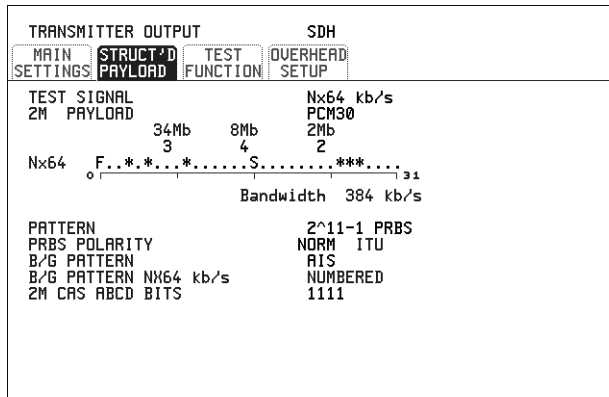 TRANSMITTER OUTPUT SDH
MAIN SETTINGS STRUCT'D PAYLOAD TEST FUNCTION OVERHEAD SETUP
TEST SIGNAL Nx64 kb/s
2M PAYLOAD PCM30
34Mb 8Mb 2Mb
3 4 2
Nx64 F..*.*...*......S........***....
0 31
Bandwidth 384 kb/s
PATTERN 2^11-1 PRBS
PRBS POLARITY NORM ITU
B/G PATTERN AIS
B/G PATTERN NX64 kb/s NUMBERED
2M CAS ABCD BITS 1111